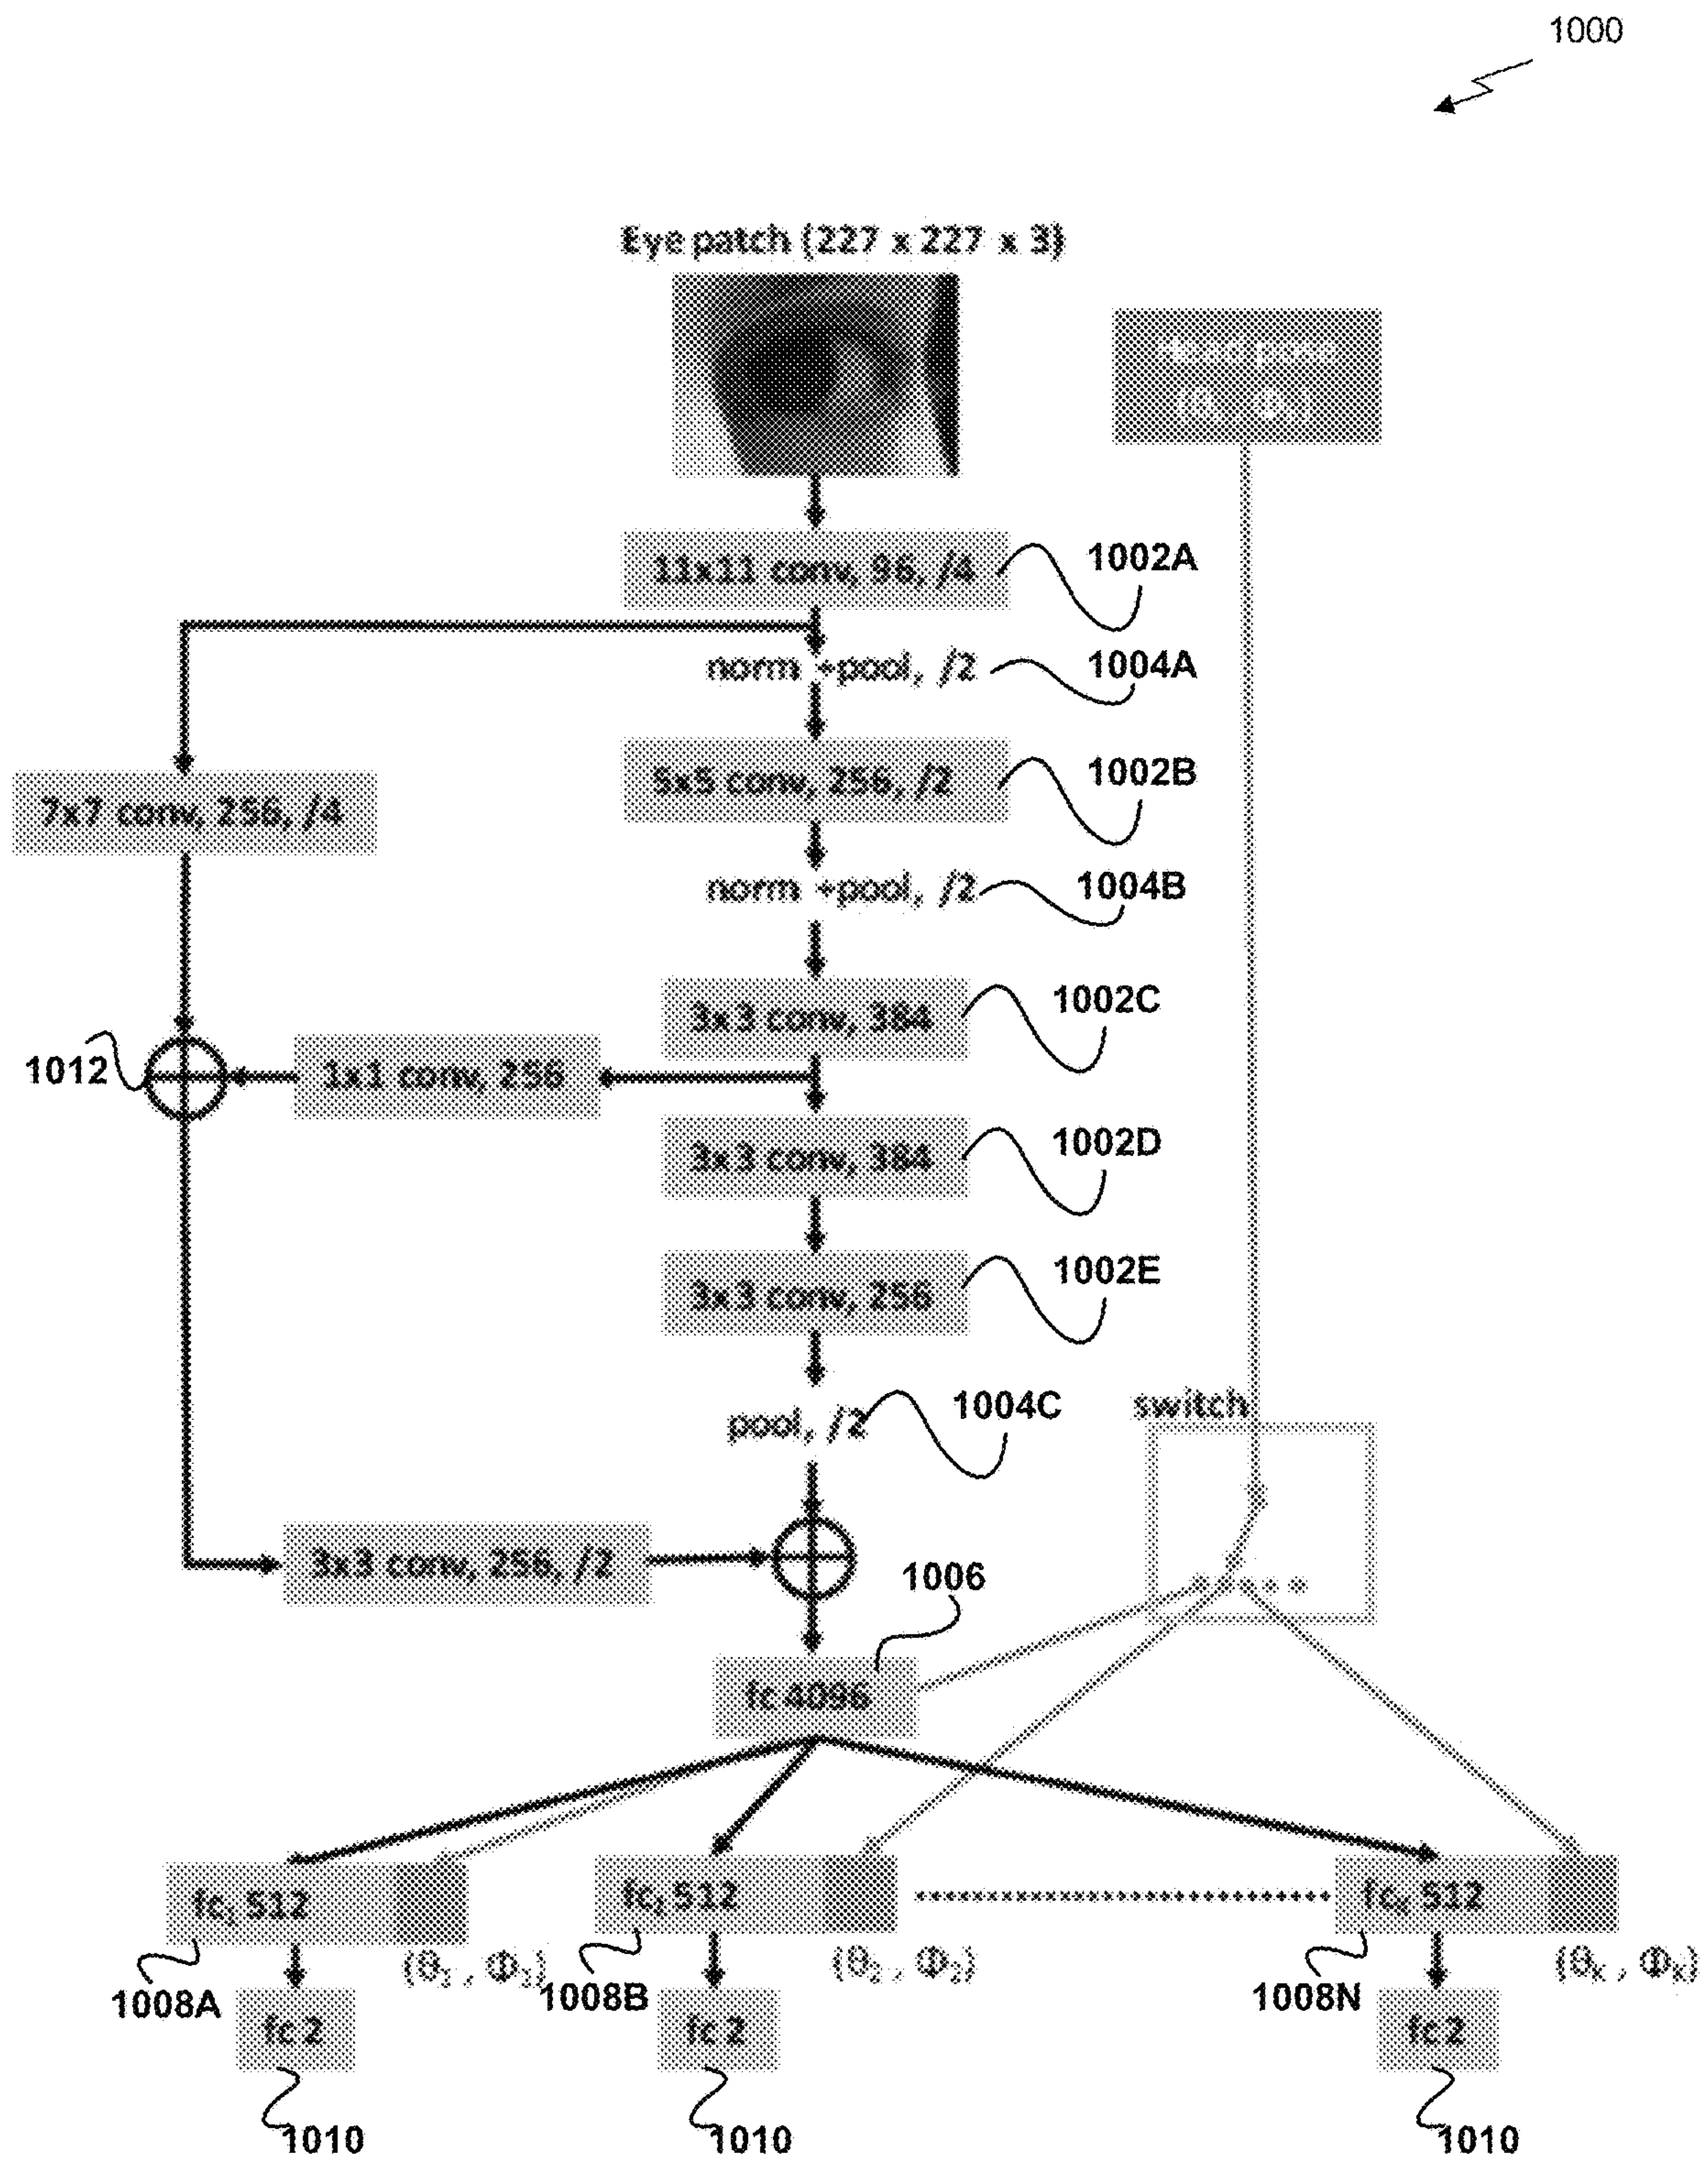 1000
Eye patch (227 x 227 x 3)
11x11 conv, 96, /4
1002A
norm +pool, /2
1004A
5x5 conv, 256, /2
1002B
7x7 conv, 256, /4
norm +pool, /2
1004B
3x3 conv, 384
1002C
1012
1x1 conv, 256
3x3 conv, 384
1002D
3x3 conv, 256
1002E
pool, /2
1004C
switch
3x3 conv, 256, /2
1006
fc 4096
fc₁ 512
fc₂ 512
fcK 512
(θ₁ , Φ₁)
(θ₂ , Φ₂)
(θK , ΦK)
1008A
1008B
1008N
fc 2
fc 2
fc 2
1010
1010
1010